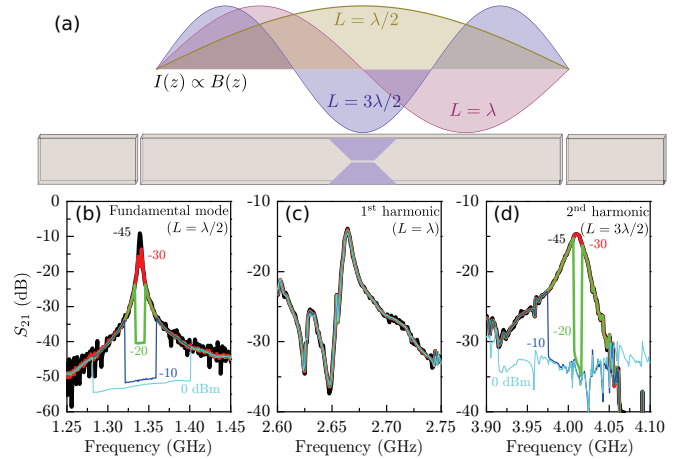 (a)
L = λ/2
I(z) ∝ B(z)
L = 3λ/2
L = λ
(b)
Fundamental mode
(L = λ/2)
-45
-30
-20
-10
0 dBm
0
-10
-20
-30
-40
-50
-60
S21 (dB)
1.25
1.30
1.35
1.40
1.45
Frequency (GHz)
(c)
1st harmonic
(L = λ)
-10
-20
-30
-40
2.60
2.65
2.70
2.75
Frequency (GHz)
(d)
2nd harmonic
(L = 3λ/2)
-45
-30
-20
-10
0 dBm
-10
-20
-30
-40
3.90
3.95
4.00
4.05
4.10
Frequency (GHz)